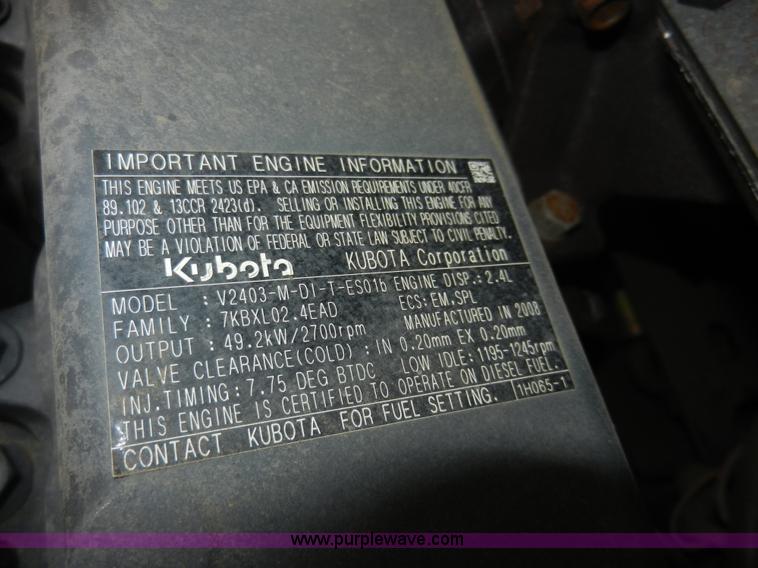 IMPORTANT ENGINE INFORMATION
THIS ENGINE MEETS US EPA & CA EMISSION REQUIREMENTS UNDER 40CFR
89.102 & 13CCR 2423(d). SELLING OR INSTALLING THIS ENGINE FOR ANY
PURPOSE OTHER THAN FOR THE EQUIPMENT FLEXIBILITY PROVISIONS CITED
MAY BE A VIOLATION OF FEDERAL OR STATE LAW SUBJECT TO CIVIL PENALTY.
Kubota KUBOTA Corporation
MODEL : V2403-M-DI-T-ES01b ENGINE DISP.: 2.4L
FAMILY : 7KBXL02.4EAD ECS: EM.SPL
OUTPUT : 49.2kW/2700rpm MANUFACTURED IN 2008
VALVE CLEARANCE(COLD) : IN 0.20mm EX 0.20mm
INJ.TIMING: 7.75 DEG BTDC LOW IDLE: 1195-1245rpm
THIS ENGINE IS CERTIFIED TO OPERATE ON DIESEL FUEL.
CONTACT KUBOTA FOR FUEL SETTING. 1H065-1
www.purplewave.com